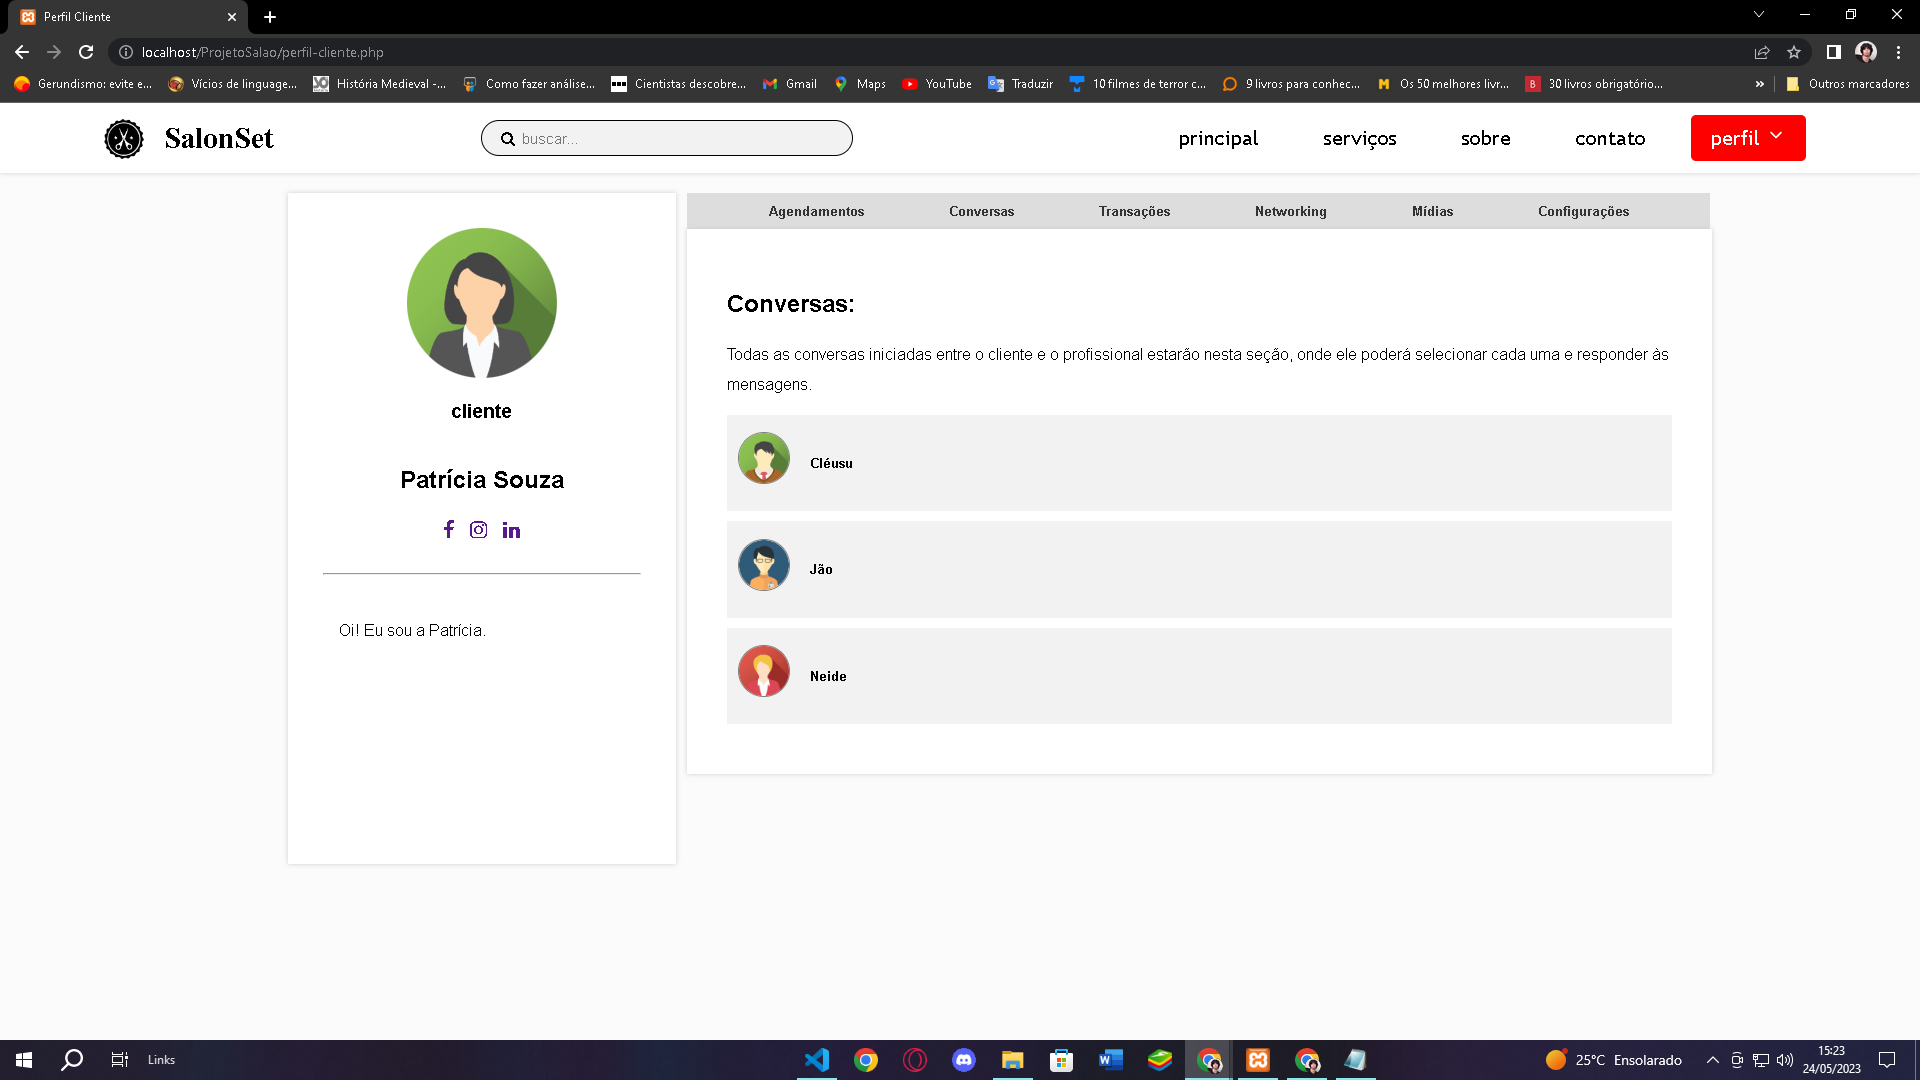 Perfil Cliente
localhost/ProjetoSalao/perfil-cliente.php
Gerundismo: evite e... Vícios de linguage... História Medieval -... Como fazer análise... Cientistas descobre... Gmail Maps YouTube Traduzir 10 filmes de terror c... 9 livros para conhec... Os 50 melhores livr... 30 livros obrigatório... » Outros marcadores
SalonSet buscar... principal serviços sobre contato perfil
Agendamentos Conversas Transações Networking Mídias Configurações
cliente
Patrícia Souza
Oi! Eu sou a Patrícia.
Conversas:
Todas as conversas iniciadas entre o cliente e o profissional estarão nesta seção, onde ele poderá selecionar cada uma e responder às
mensagens.
Cléusu
Jão
Neide
Links 25°C Ensolarado 15:23
24/05/2023